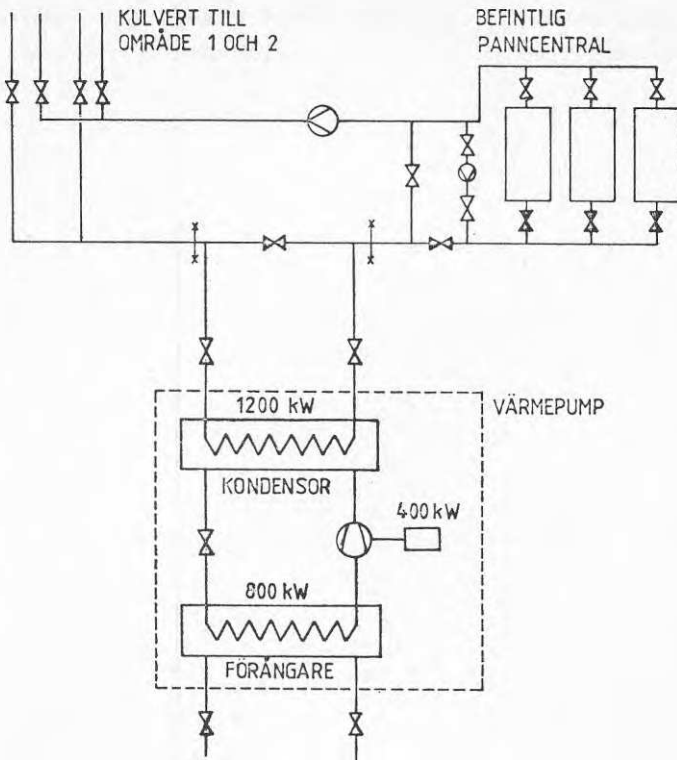 KULVERT TILL
OMRÅDE 1 OCH 2
BEFINTLIG
PANNCENTRAL
1200 kW
VÄRMEPUMP
KONDENSOR
400 kW
800 kW
FÖRÅNGARE